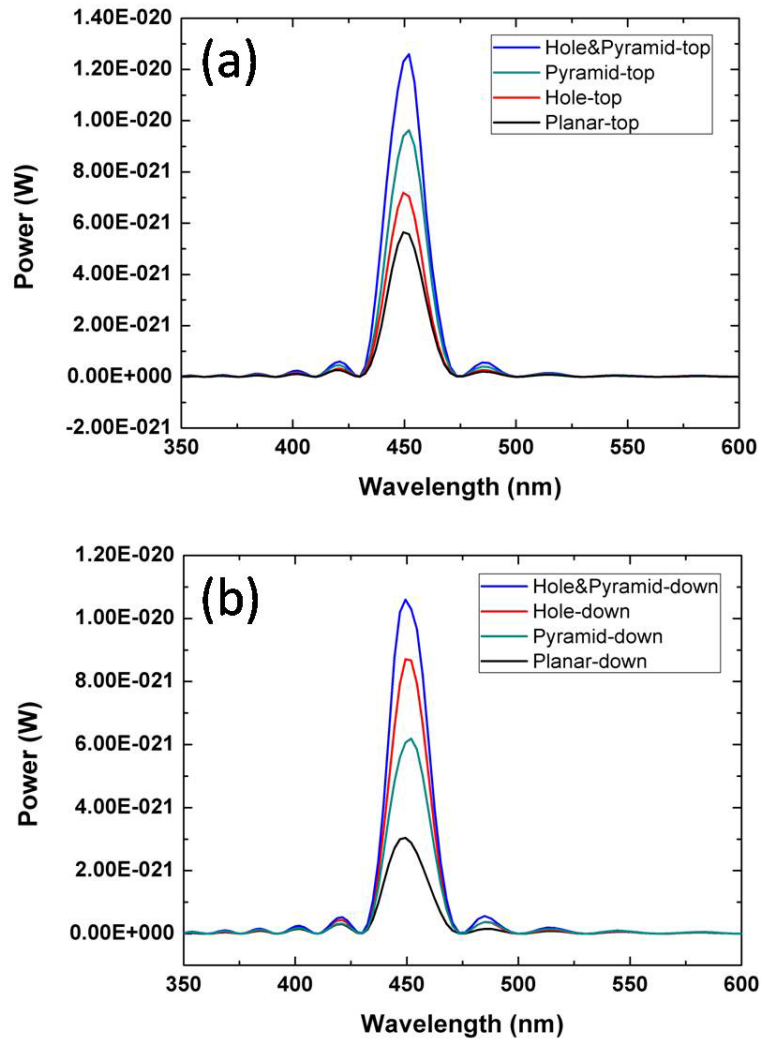 (a)
Hole&Pyramid-top
Pyramid-top
Hole-top
Planar-top
1.40E-020
1.20E-020
1.00E-020
8.00E-021
6.00E-021
4.00E-021
2.00E-021
0.00E+000
-2.00E-021
Power (W)
350 400 450 500 550 600
Wavelength (nm)
(b)
Hole&Pyramid-down
Hole-down
Pyramid-down
Planar-down
1.20E-020
1.00E-020
8.00E-021
6.00E-021
4.00E-021
2.00E-021
0.00E+000
Power (W)
350 400 450 500 550 600
Wavelength (nm)